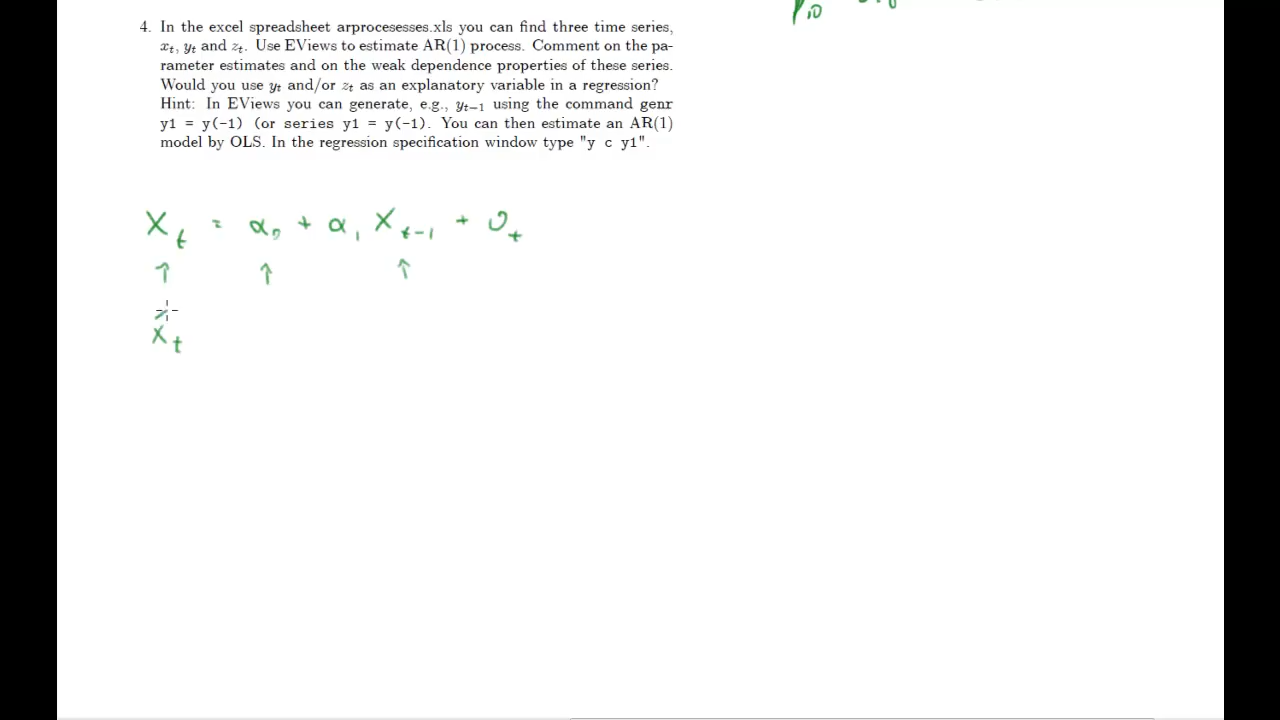 4. In the excel spreadsheet arprocesesses.xls you can find three time series,
xₜ, yₜ and zₜ. Use EViews to estimate AR(1) process. Comment on the pa-
rameter estimates and on the weak dependence properties of these series.
Would you use yₜ and/or zₜ as an explanatory variable in a regression?
Hint: In EViews you can generate, e.g., yₜ₋₁ using the command genr
y1 = y(-1) (or series y1 = y(-1). You can then estimate an AR(1)
model by OLS. In the regression specification window type "y c y1".
Xₜ = α₀ + α₁ Xₜ₋₁ + υₜ
↑ ↑ ↑
x̂ₜ